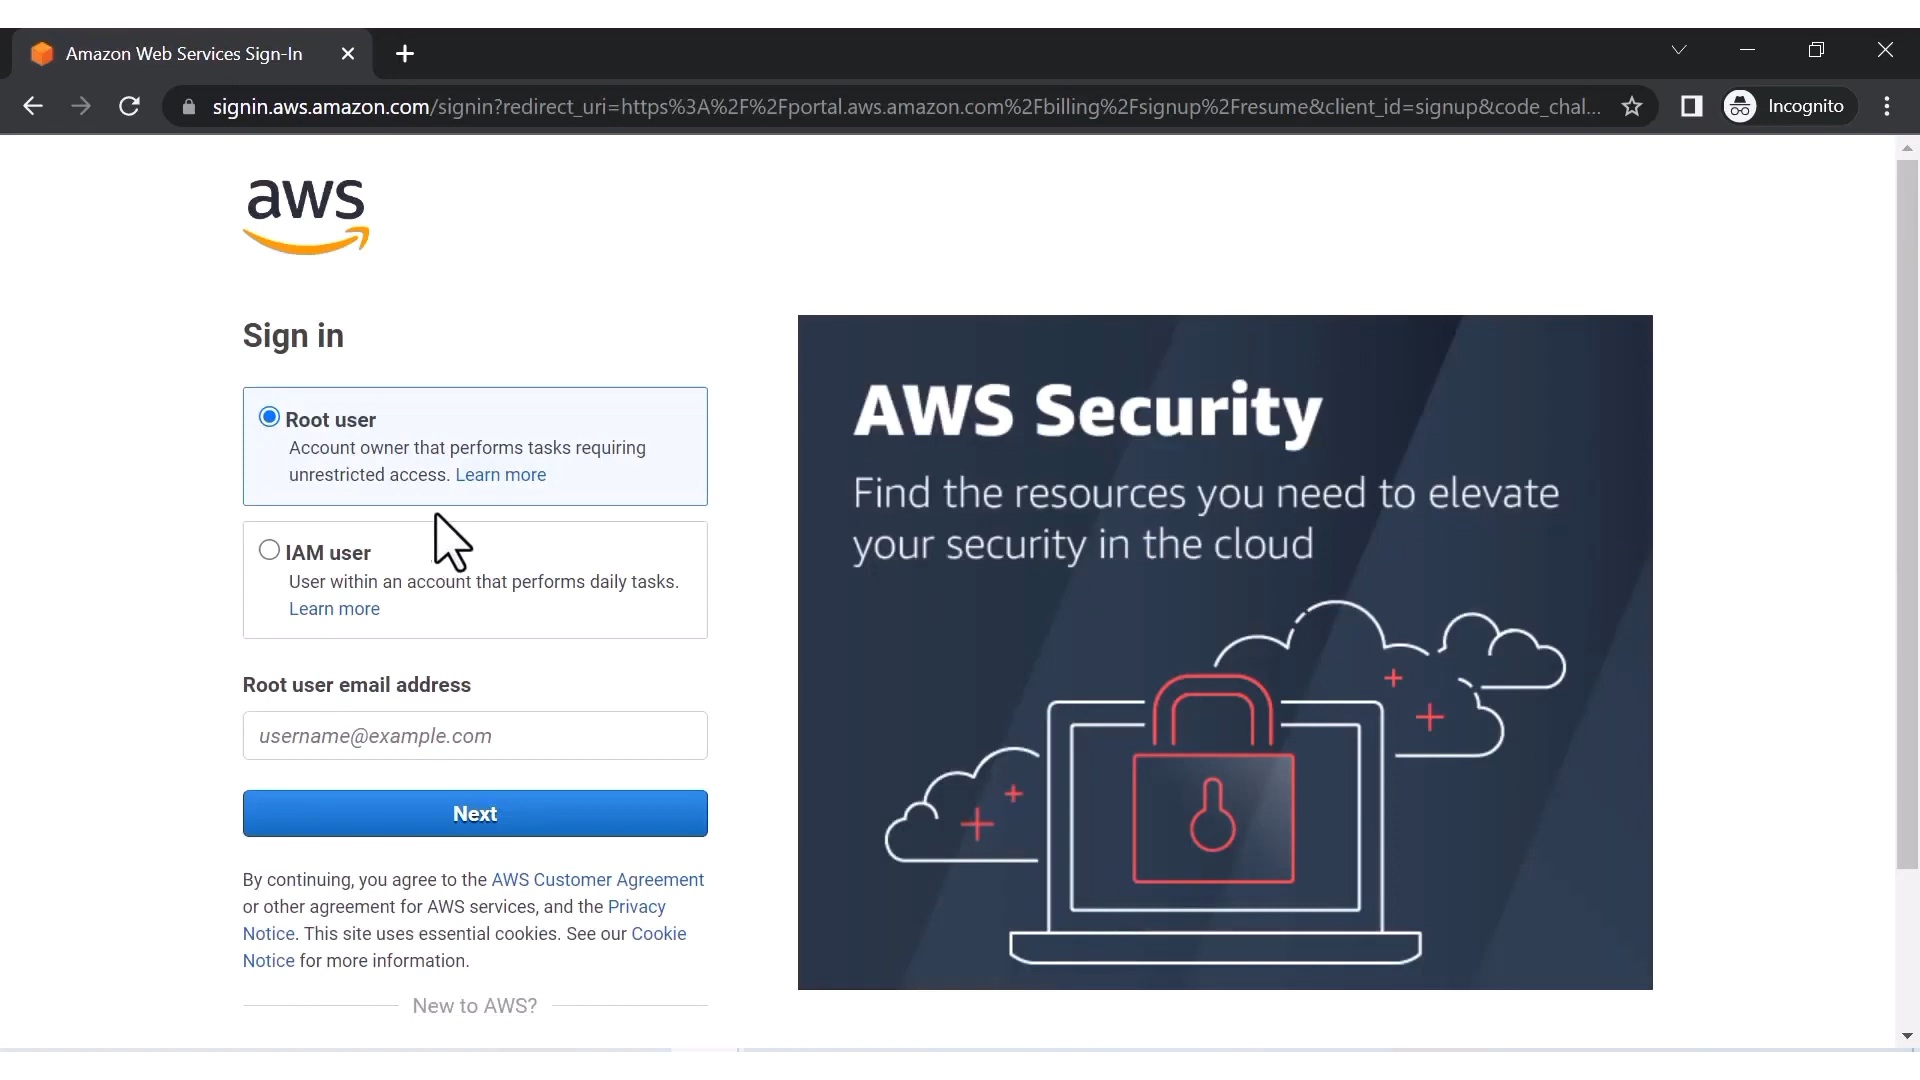 Amazon Web Services Sign-In
signin.aws.amazon.com/signin?redirect_uri=https%3A%2F%2Fportal.aws.amazon.com%2Fbilling%2Fsignup%2Fresume&client_id=signup&code_chal...
Incognito
aws
Sign in
Root user
Account owner that performs tasks requiring
unrestricted access. Learn more
IAM user
User within an account that performs daily tasks.
Learn more
Root user email address
username@example.com
Next
By continuing, you agree to the AWS Customer Agreement
or other agreement for AWS services, and the Privacy
Notice. This site uses essential cookies. See our Cookie
Notice for more information.
New to AWS?
AWS Security
Find the resources you need to elevate
your security in the cloud